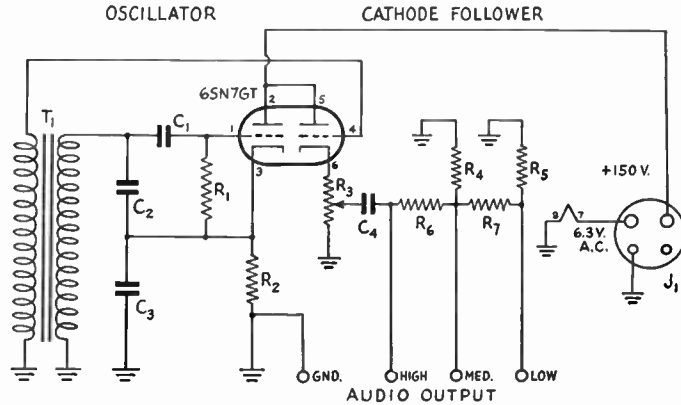 OSCILLATOR
CATHODE FOLLOWER
6SN7GT
2
5
T1
C1
1
4
3
6
R1
R3
C2
C3
R2
C4
R4
R5
R6
R7
+150 V.
8
7
6.3 V.
A.C.
J1
GND.
HIGH
MED.
LOW
AUDIO OUTPUT